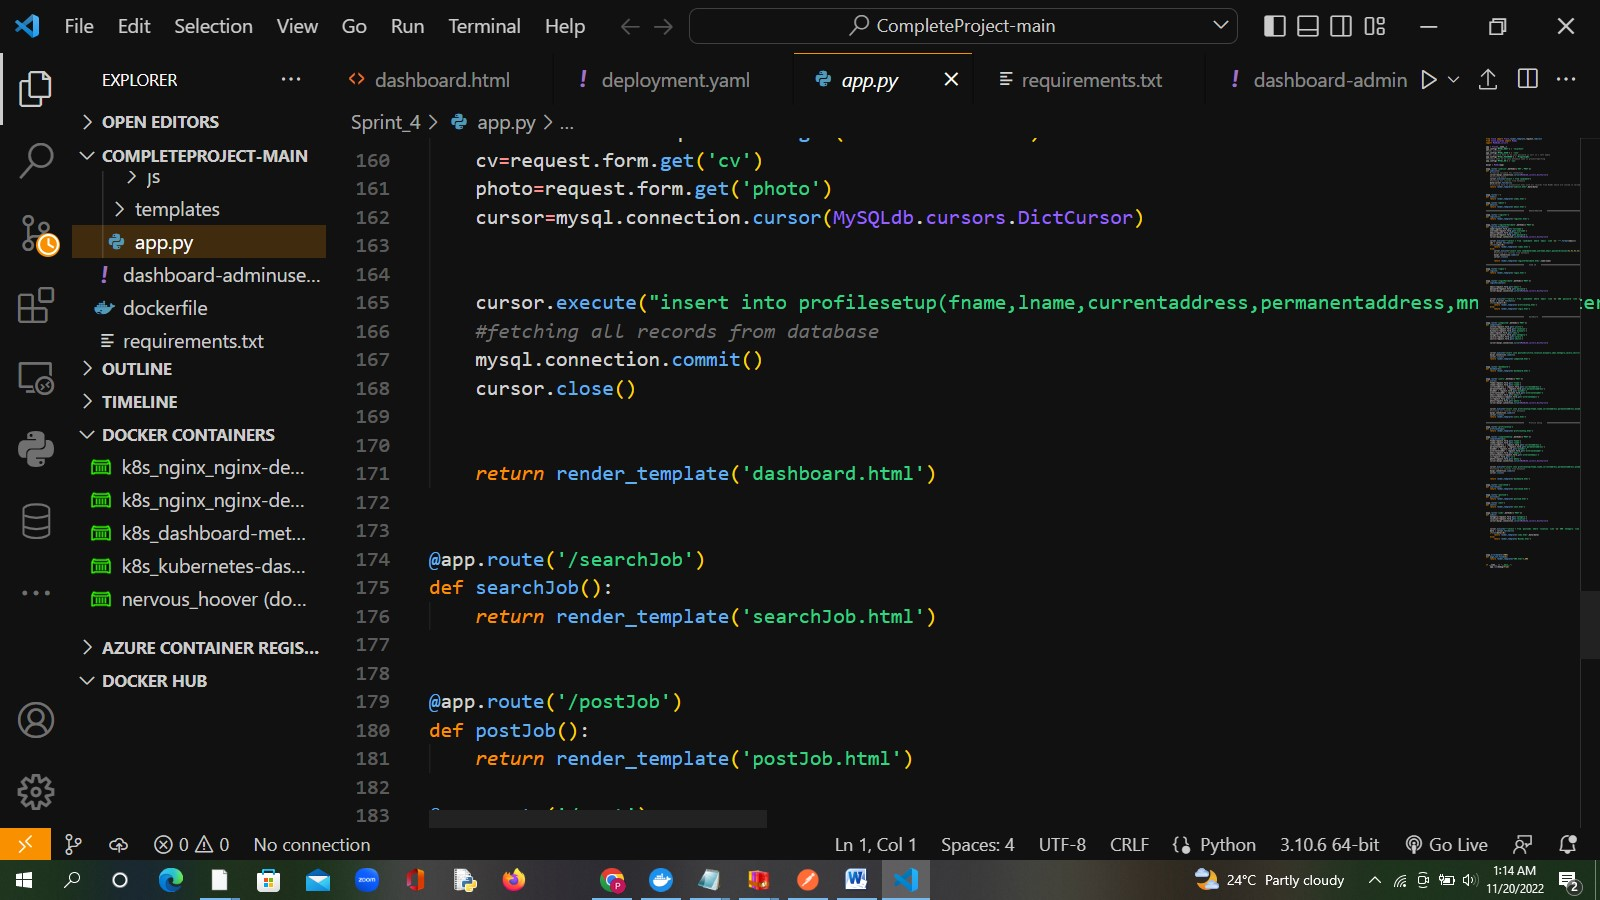 File Edit Selection View Go Run Terminal Help
CompleteProject-main
EXPLORER
dashboard.html
deployment.yaml
app.py
requirements.txt
dashboard-admin
OPEN EDITORS
COMPLETEPROJECT-MAIN
js
templates
app.py
dashboard-adminuse...
dockerfile
requirements.txt
OUTLINE
TIMELINE
DOCKER CONTAINERS
k8s_nginx_nginx-de...
k8s_nginx_nginx-de...
k8s_dashboard-met...
k8s_kubernetes-das...
nervous_hoover (do...
AZURE CONTAINER REGIS...
DOCKER HUB
Sprint_4 > app.py > ...
160 cv=request.form.get('cv')
161 photo=request.form.get('photo')
162 cursor=mysql.connection.cursor(MySQLdb.cursors.DictCursor)
163
164
165 cursor.execute("insert into profilesetup(fname,lname,currentaddress,permanentaddress,mn
166 #fetching all records from database
167 mysql.connection.commit()
168 cursor.close()
169
170
171 return render_template('dashboard.html')
172
173
174 @app.route('/searchJob')
175 def searchJob():
176 return render_template('searchJob.html')
177
178
179 @app.route('/postJob')
180 def postJob():
181 return render_template('postJob.html')
182
183
0 0 No connection
Ln 1, Col 1 Spaces: 4 UTF-8 CRLF Python 3.10.6 64-bit Go Live
zoom
P
W
24°C Partly cloudy
1:14 AM
11/20/2022
2